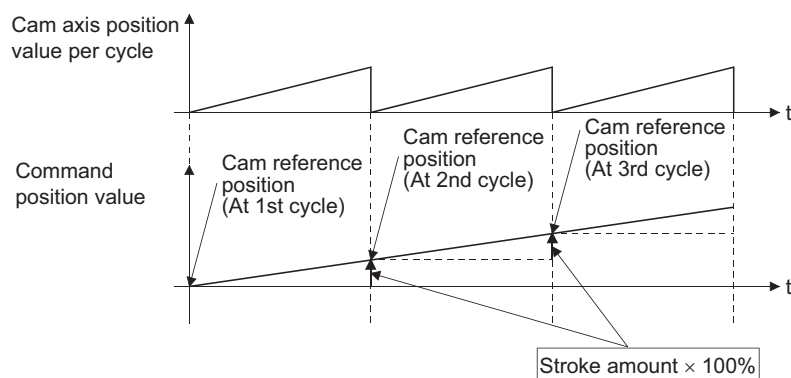 Cam axis position
value per cycle
t
Cam reference
position
(At 1st cycle)
Cam reference
position
(At 2nd cycle)
Cam reference
position
(At 3rd cycle)
Command
position value
t
Stroke amount × 100%